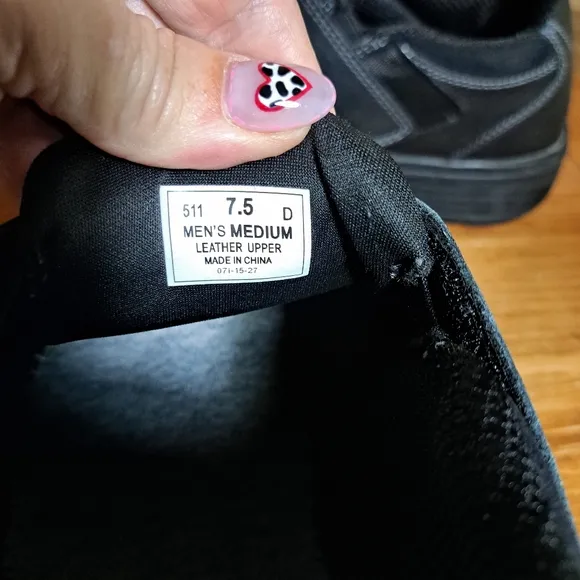 511 7.5 D
MEN'S MEDIUM
LEATHER UPPER
MADE IN CHINA
071-15-27